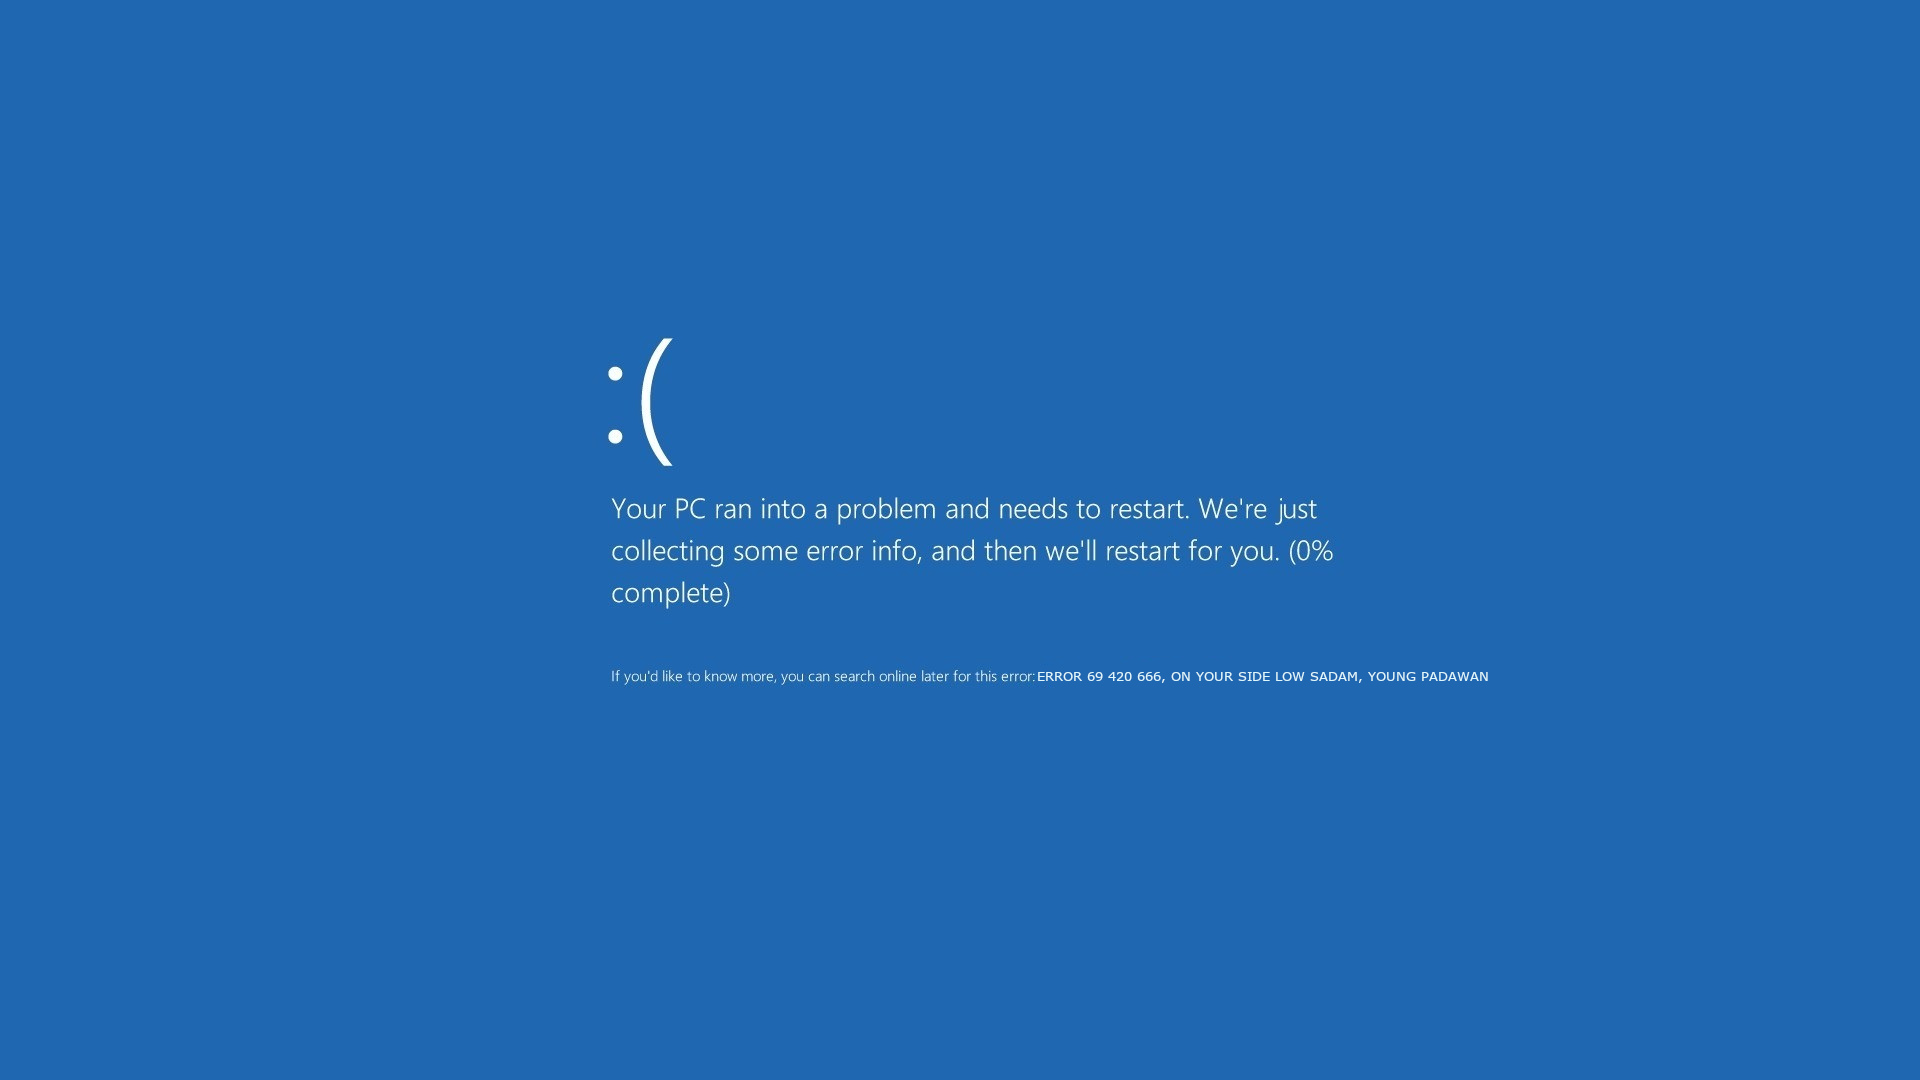 :(
Your PC ran into a problem and needs to restart. We're just
collecting some error info, and then we'll restart for you. (0%
complete)
If you'd like to know more, you can search online later for this error:ERROR 69 420 666, ON YOUR SIDE LOW SADAM, YOUNG PADAWAN